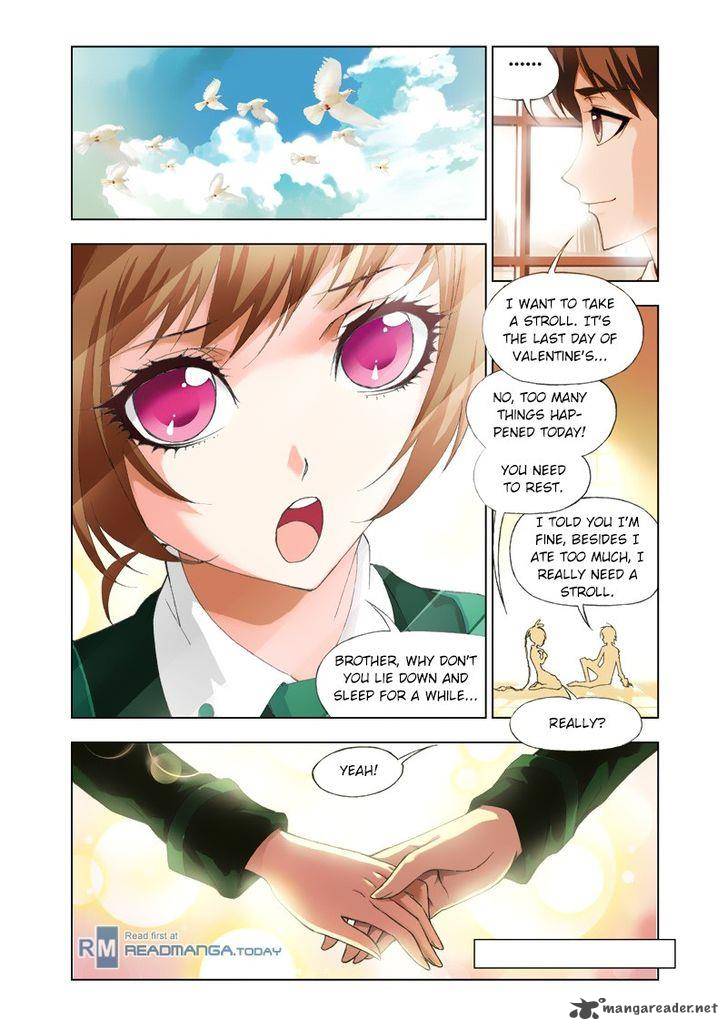 ......
BROTHER, WHY DON'T
YOU LIE DOWN AND
SLEEP FOR A WHILE...
I WANT TO TAKE
A STROLL. IT'S
THE LAST DAY OF
VALENTINE'S...
NO, TOO MANY
THINGS HAP-
PENED TODAY!
YOU NEED
TO REST.
I TOLD YOU I'M
FINE, BESIDES I
ATE TOO MUCH, I
REALLY NEED A
STROLL.
REALLY?
YEAH!
Read first at
RM READMANGA.TODAY
mangareader.net